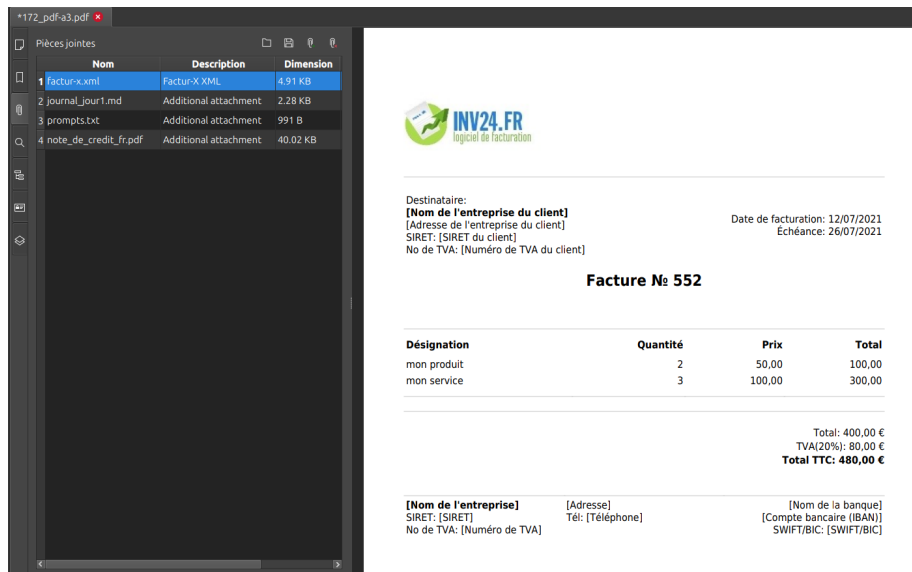 *172_pdf-a3.pdf
Pièces jointes
Nom Description Dimension
1 factur-x.xml Factur-X XML 4.91 KB
2 journal_jour1.md Additional attachment 2.28 KB
3 prompts.txt Additional attachment 991 B
4 note_de_credit_fr.pdf Additional attachment 40.02 KB
INV24.FR
logiciel de facturation
Destinataire:
[Nom de l'entreprise du client]
[Adresse de l'entreprise du client]
SIRET: [SIRET du client]
No de TVA: [Numéro de TVA du client]
Date de facturation: 12/07/2021
Échéance: 26/07/2021
Facture № 552
Désignation Quantité Prix Total
mon produit 2 50,00 100,00
mon service 3 100,00 300,00
Total: 400,00 €
TVA(20%): 80,00 €
Total TTC: 480,00 €
[Nom de l'entreprise] [Adresse] [Nom de la banque]
SIRET: [SIRET] Tél: [Téléphone] [Compte bancaire (IBAN)]
No de TVA: [Numéro de TVA] SWIFT/BIC: [SWIFT/BIC]